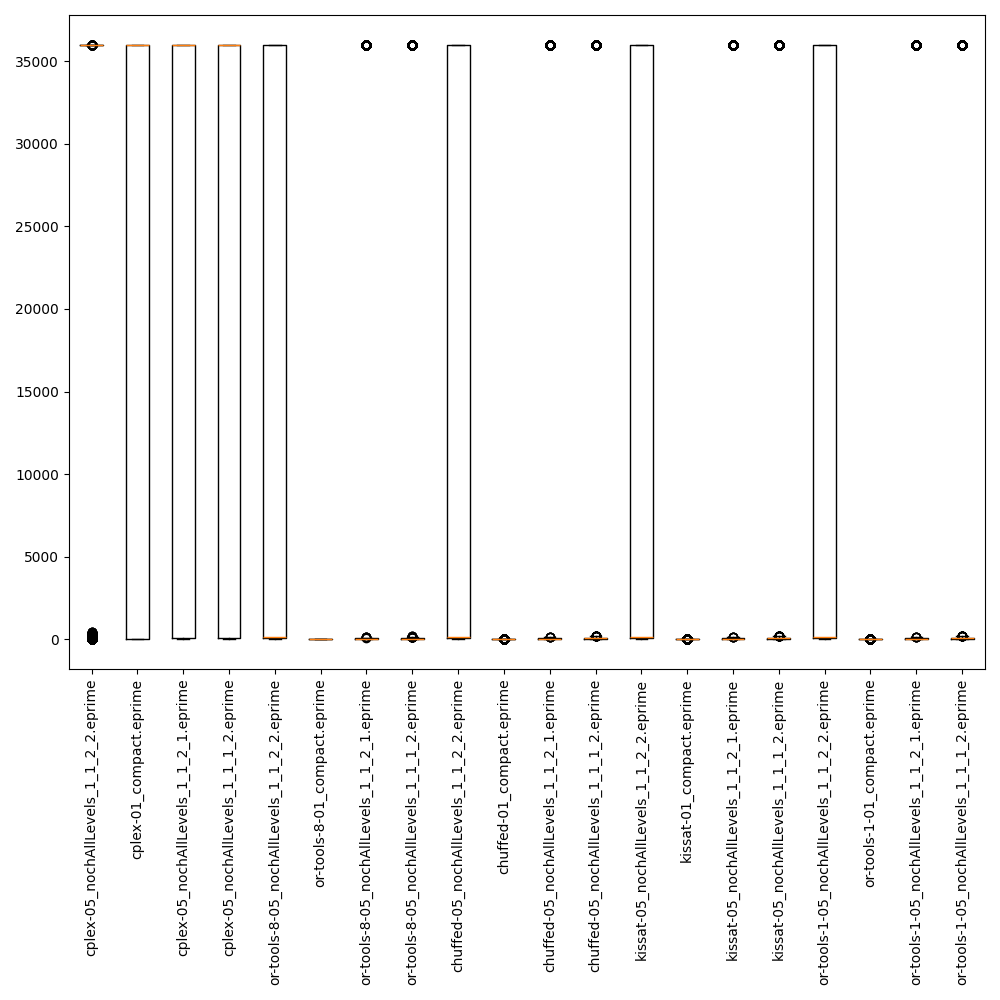 35000
30000
25000
20000
15000
10000
5000
0
cplex-05_nochAllLevels_1_1_2_2.eprime
cplex-01_compact.eprime
cplex-05_nochAllLevels_1_1_2_1.eprime
cplex-05_nochAllLevels_1_1_1_2.eprime
or-tools-8-05_nochAllLevels_1_1_2_2.eprime
or-tools-8-01_compact.eprime
or-tools-8-05_nochAllLevels_1_1_2_1.eprime
or-tools-8-05_nochAllLevels_1_1_1_2.eprime
chuffed-05_nochAllLevels_1_1_2_2.eprime
chuffed-01_compact.eprime
chuffed-05_nochAllLevels_1_1_2_1.eprime
chuffed-05_nochAllLevels_1_1_1_2.eprime
kissat-05_nochAllLevels_1_1_2_2.eprime
kissat-01_compact.eprime
kissat-05_nochAllLevels_1_1_2_1.eprime
kissat-05_nochAllLevels_1_1_1_2.eprime
or-tools-1-05_nochAllLevels_1_1_2_2.eprime
or-tools-1-01_compact.eprime
or-tools-1-05_nochAllLevels_1_1_2_1.eprime
or-tools-1-05_nochAllLevels_1_1_1_2.eprime